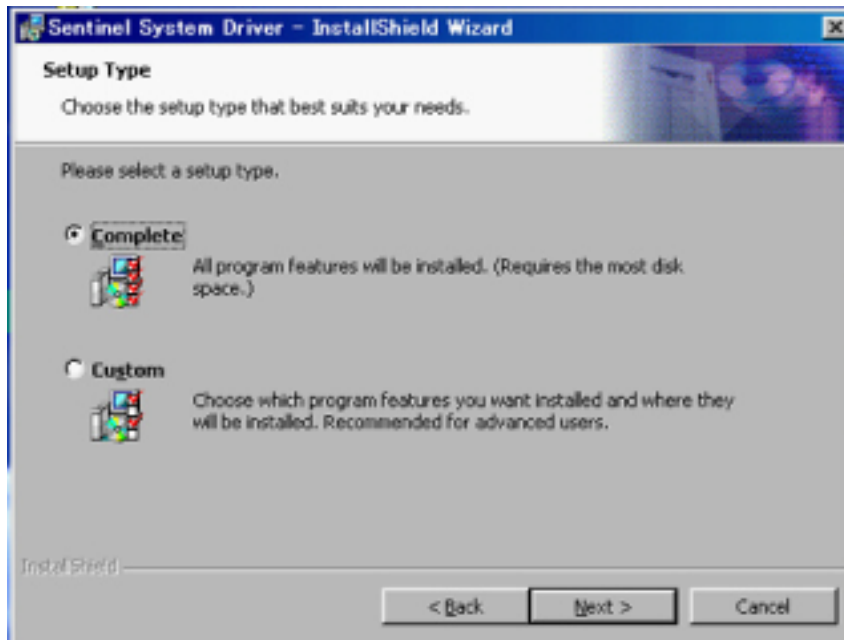 Sentinel System Driver - InstallShield Wizard
Setup Type
Choose the setup type that best suits your needs.
Please select a setup type.
Complete
All program features will be installed. (Requires the most disk
space.)
Custom
Choose which program features you want installed and where they
will be installed. Recommended for advanced users.
InstallShield
< Back
Next >
Cancel